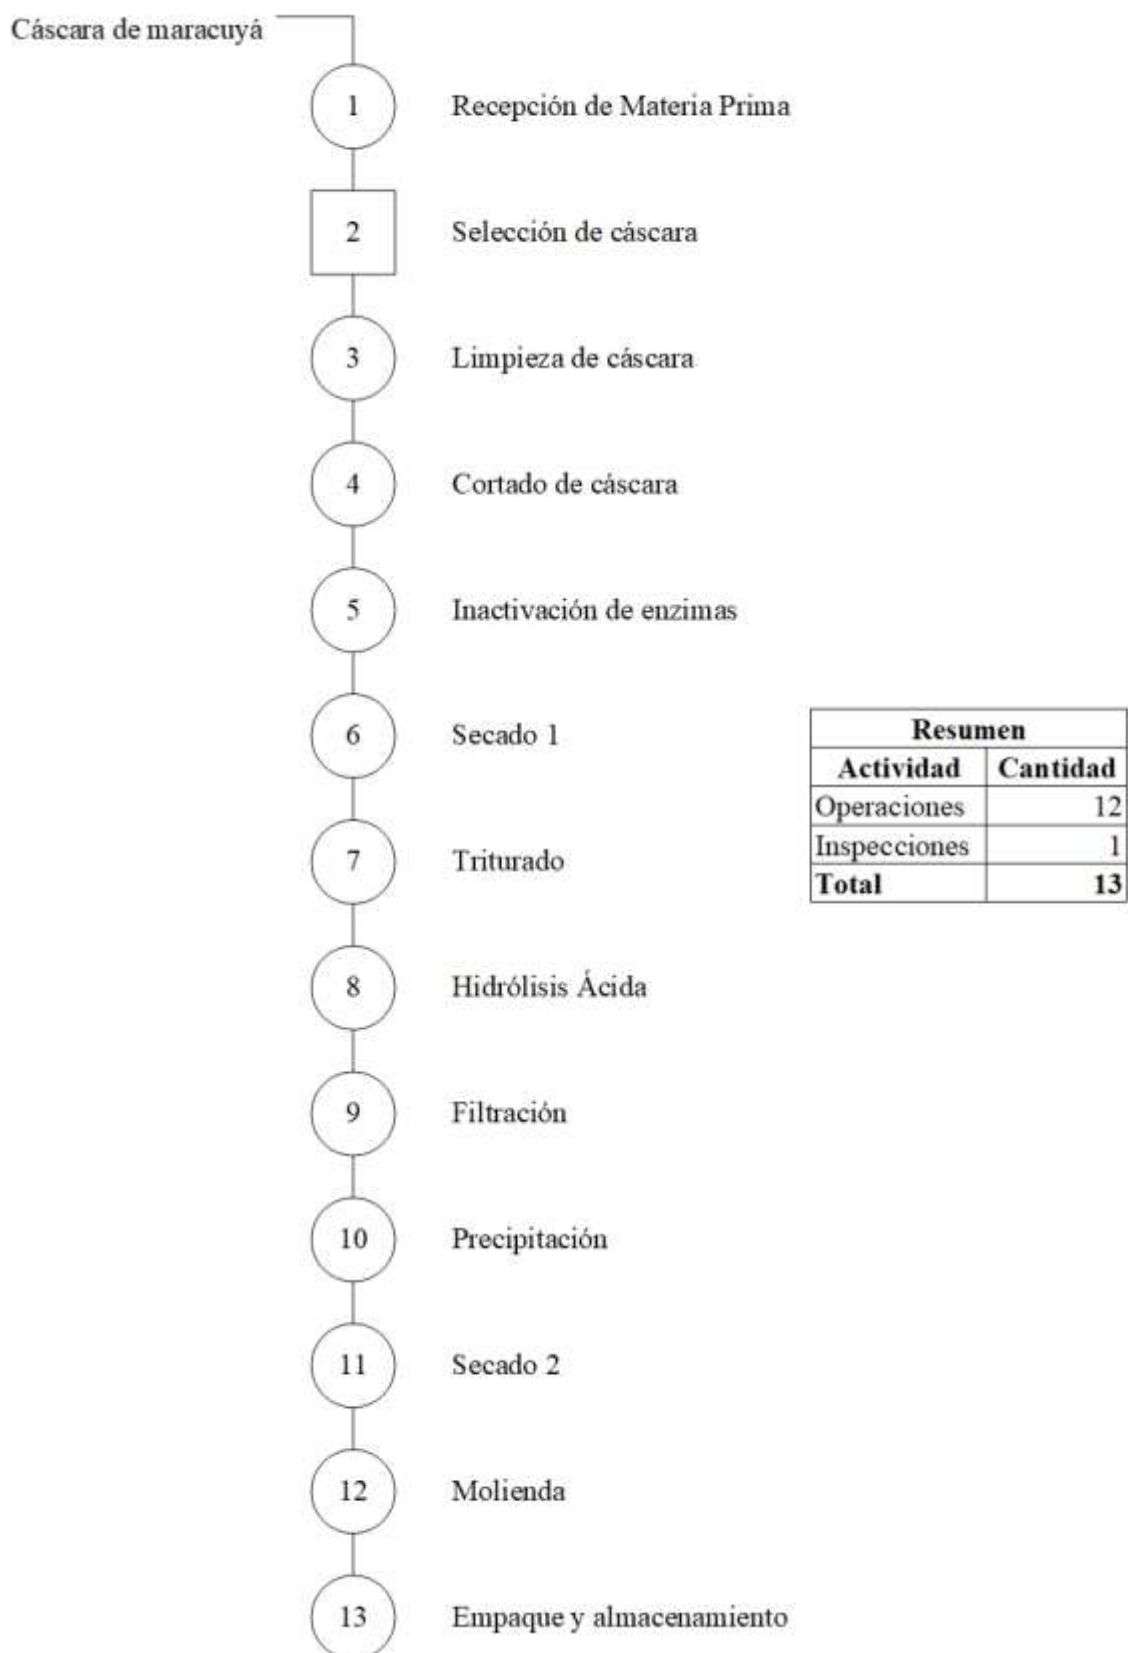 Cáscara de maracuyá
1 Recepción de Materia Prima
2 Selección de cáscara
3 Limpieza de cáscara
4 Cortado de cáscara
5 Inactivación de enzimas
6 Secado 1
7 Triturado
8 Hidrólisis Ácida
9 Filtración
10 Precipitación
11 Secado 2
12 Molienda
13 Empaque y almacenamiento
Resumen
Actividad Cantidad
Operaciones 12
Inspecciones 1
Total 13